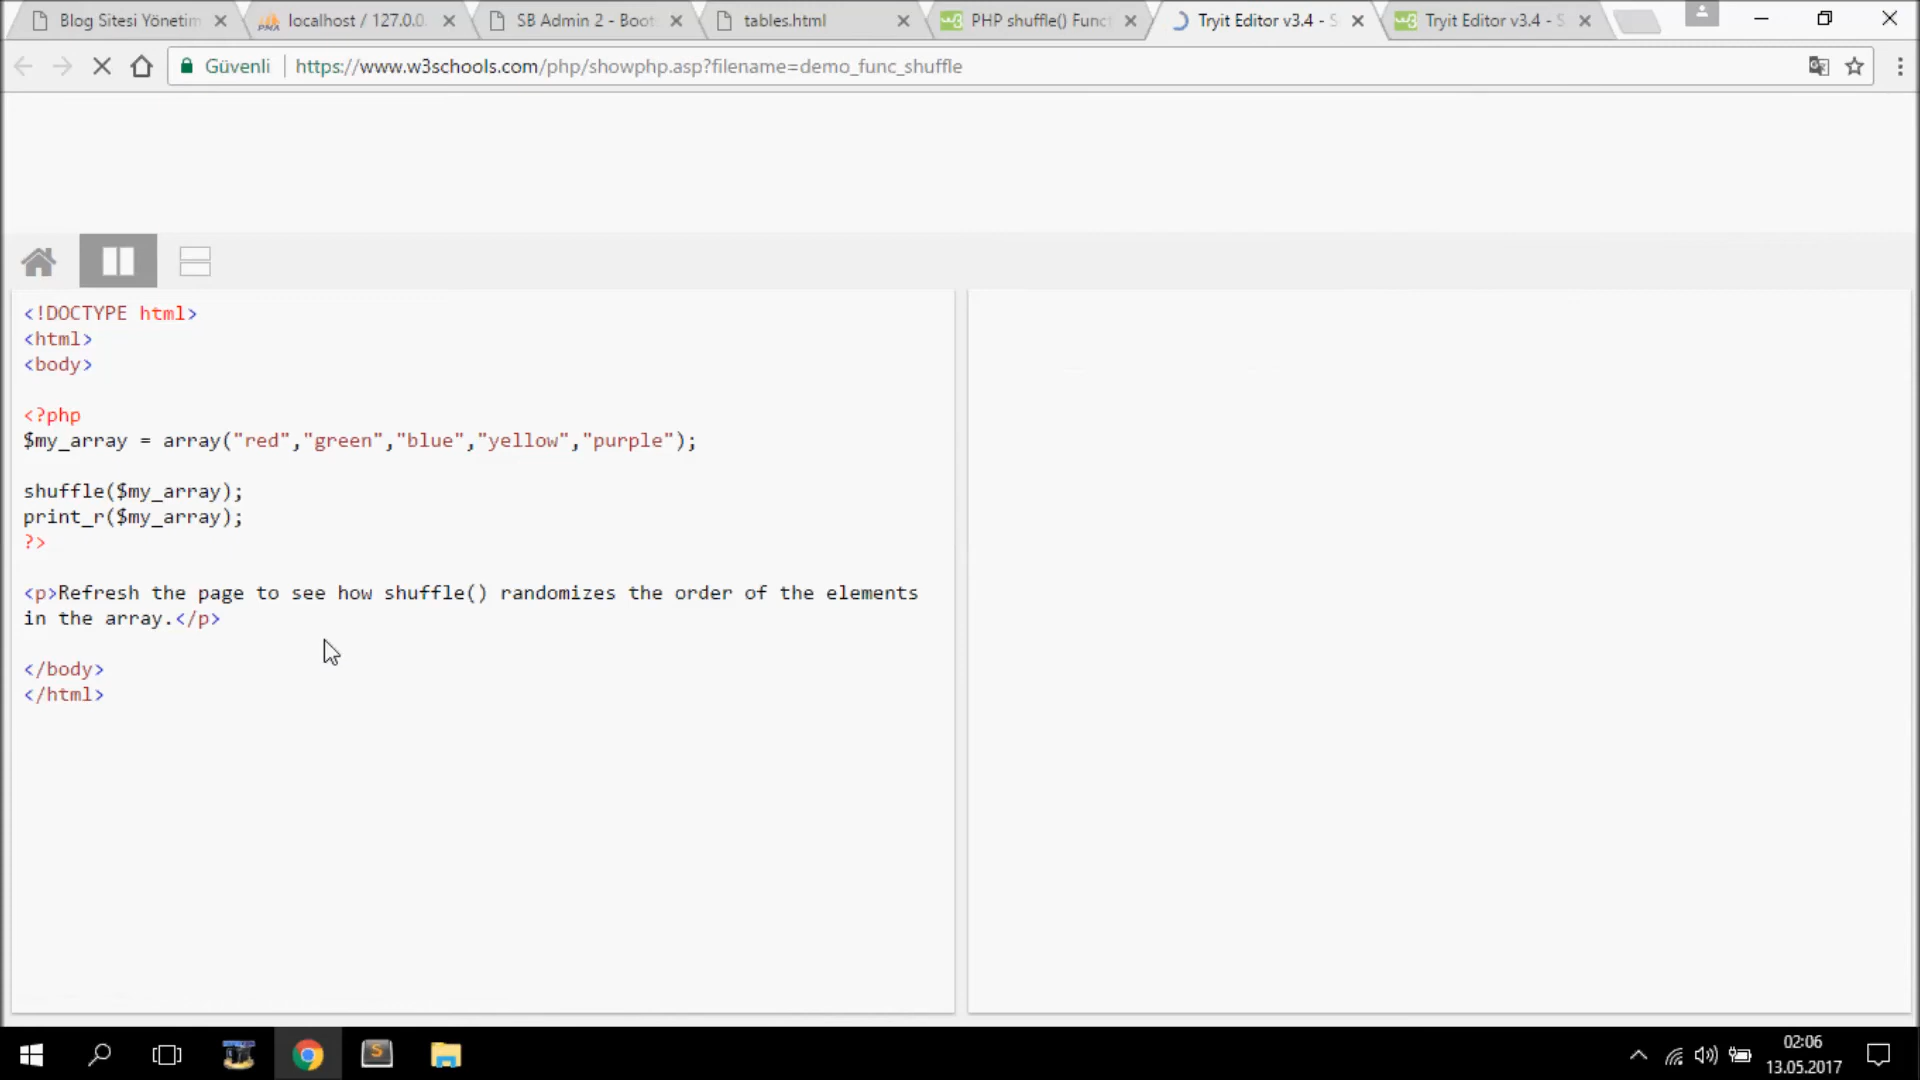 Blog Sitesi Yönetim
localhost / 127.0.0.
SB Admin 2 - Boot
tables.html
PHP shuffle() Funct
Tryit Editor v3.4 - S
Tryit Editor v3.4 - S
Güvenli
https://www.w3schools.com/php/showphp.asp?filename=demo_func_shuffle
<!DOCTYPE html>
<html>
<body>
<?php
$my_array = array("red","green","blue","yellow","purple");
shuffle($my_array);
print_r($my_array);
?>
<p>Refresh the page to see how shuffle() randomizes the order of the elements
in the array.</p>
</body>
</html>
02:06
13.05.2017